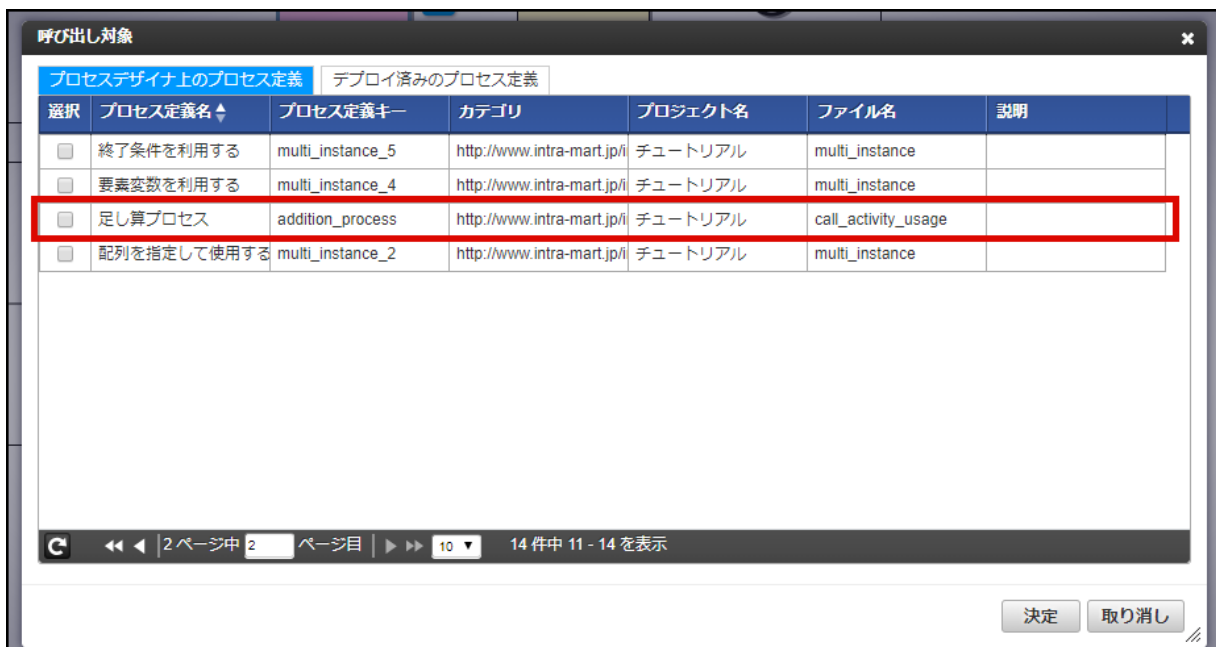 呼び出し対象
プロセスデザイナ上のプロセス定義 デプロイ済みのプロセス定義
選択 プロセス定義名 プロセス定義キー カテゴリ プロジェクト名 ファイル名 説明
終了条件を利用する multi_instance_5 http://www.intra-mart.jp/i チュートリアル multi_instance
要素変数を利用する multi_instance_4 http://www.intra-mart.jp/i チュートリアル multi_instance
足し算プロセス addition_process http://www.intra-mart.jp/i チュートリアル call_activity_usage
配列を指定して使用する multi_instance_2 http://www.intra-mart.jp/i チュートリアル multi_instance
2 ページ中 2 ページ目 10 14 件中 11 - 14 を表示
決定 取り消し